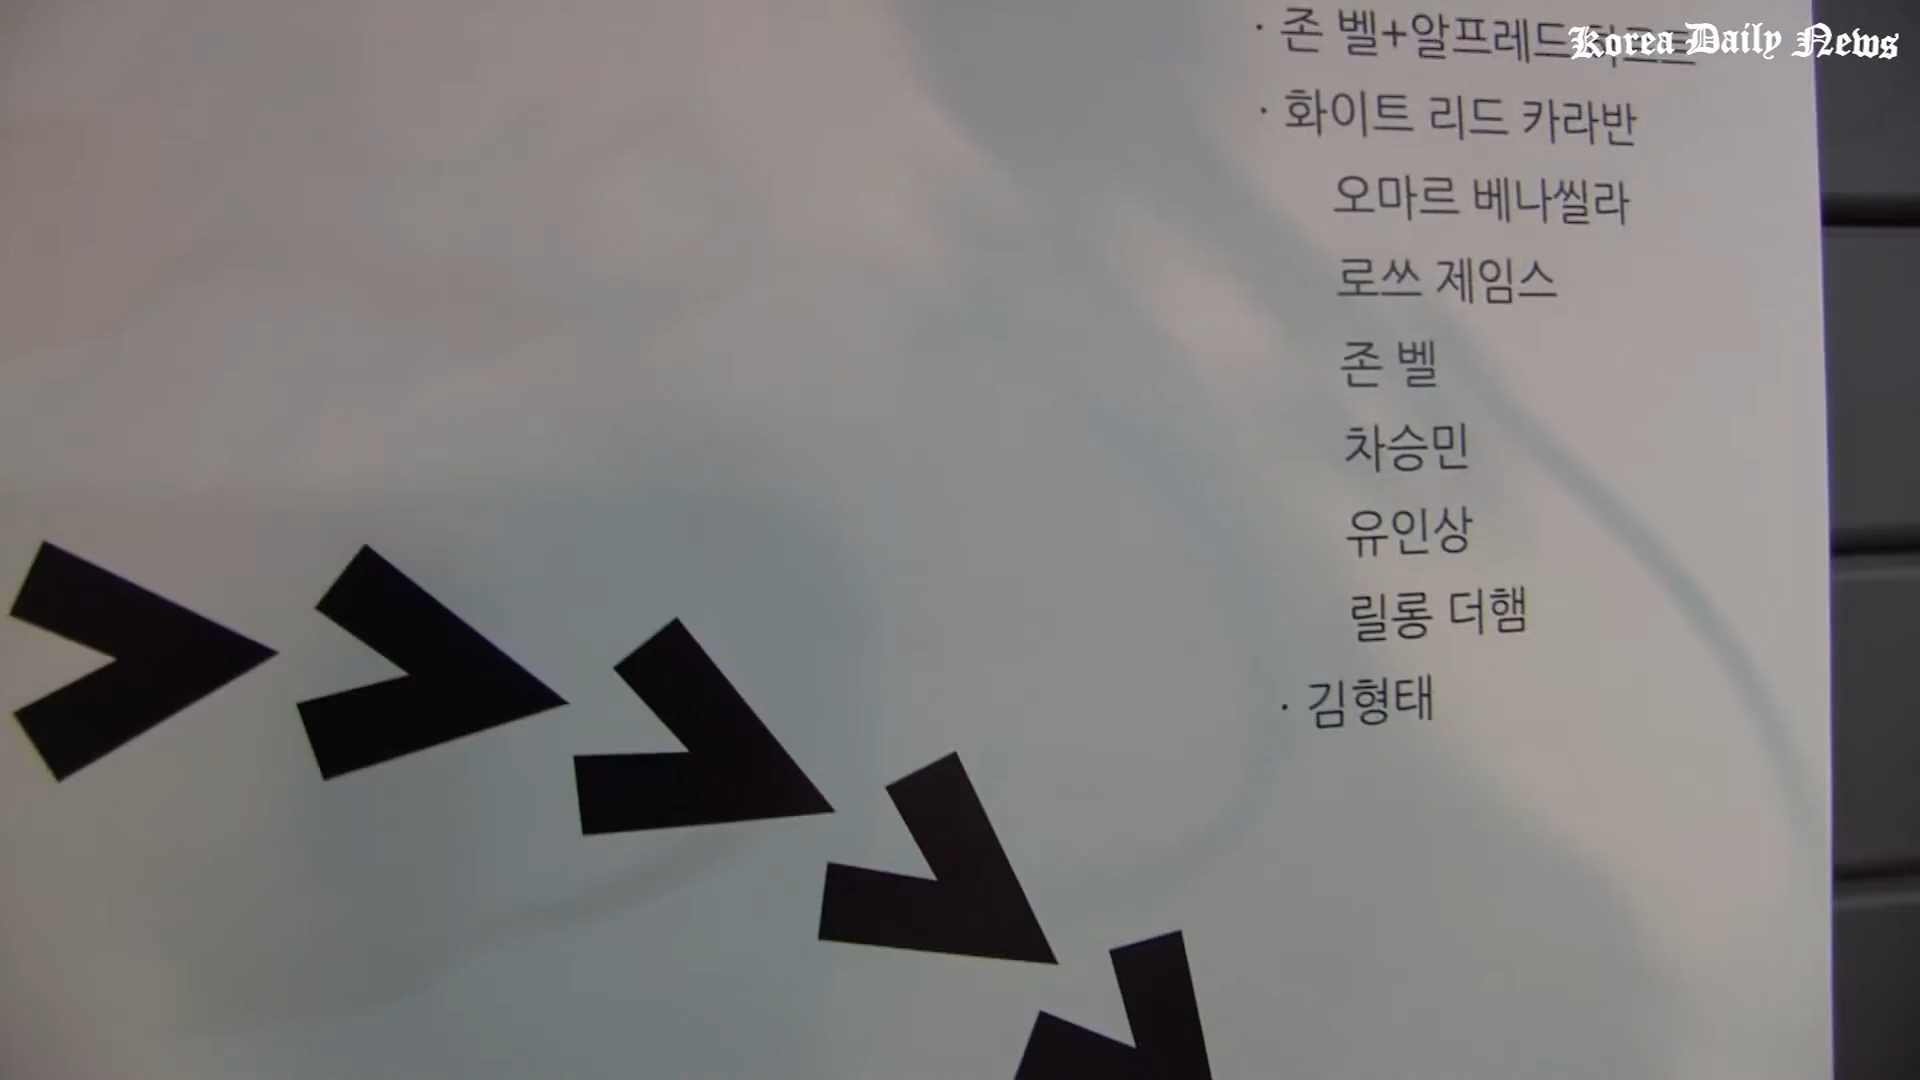 · 존 벨+알프레드
Korea Daily News
· 화이트 리드 카라반
오마르 베나씰라
로쓰 제임스
존 벨
차승민
유인상
릴롱 더햄
· 김형태